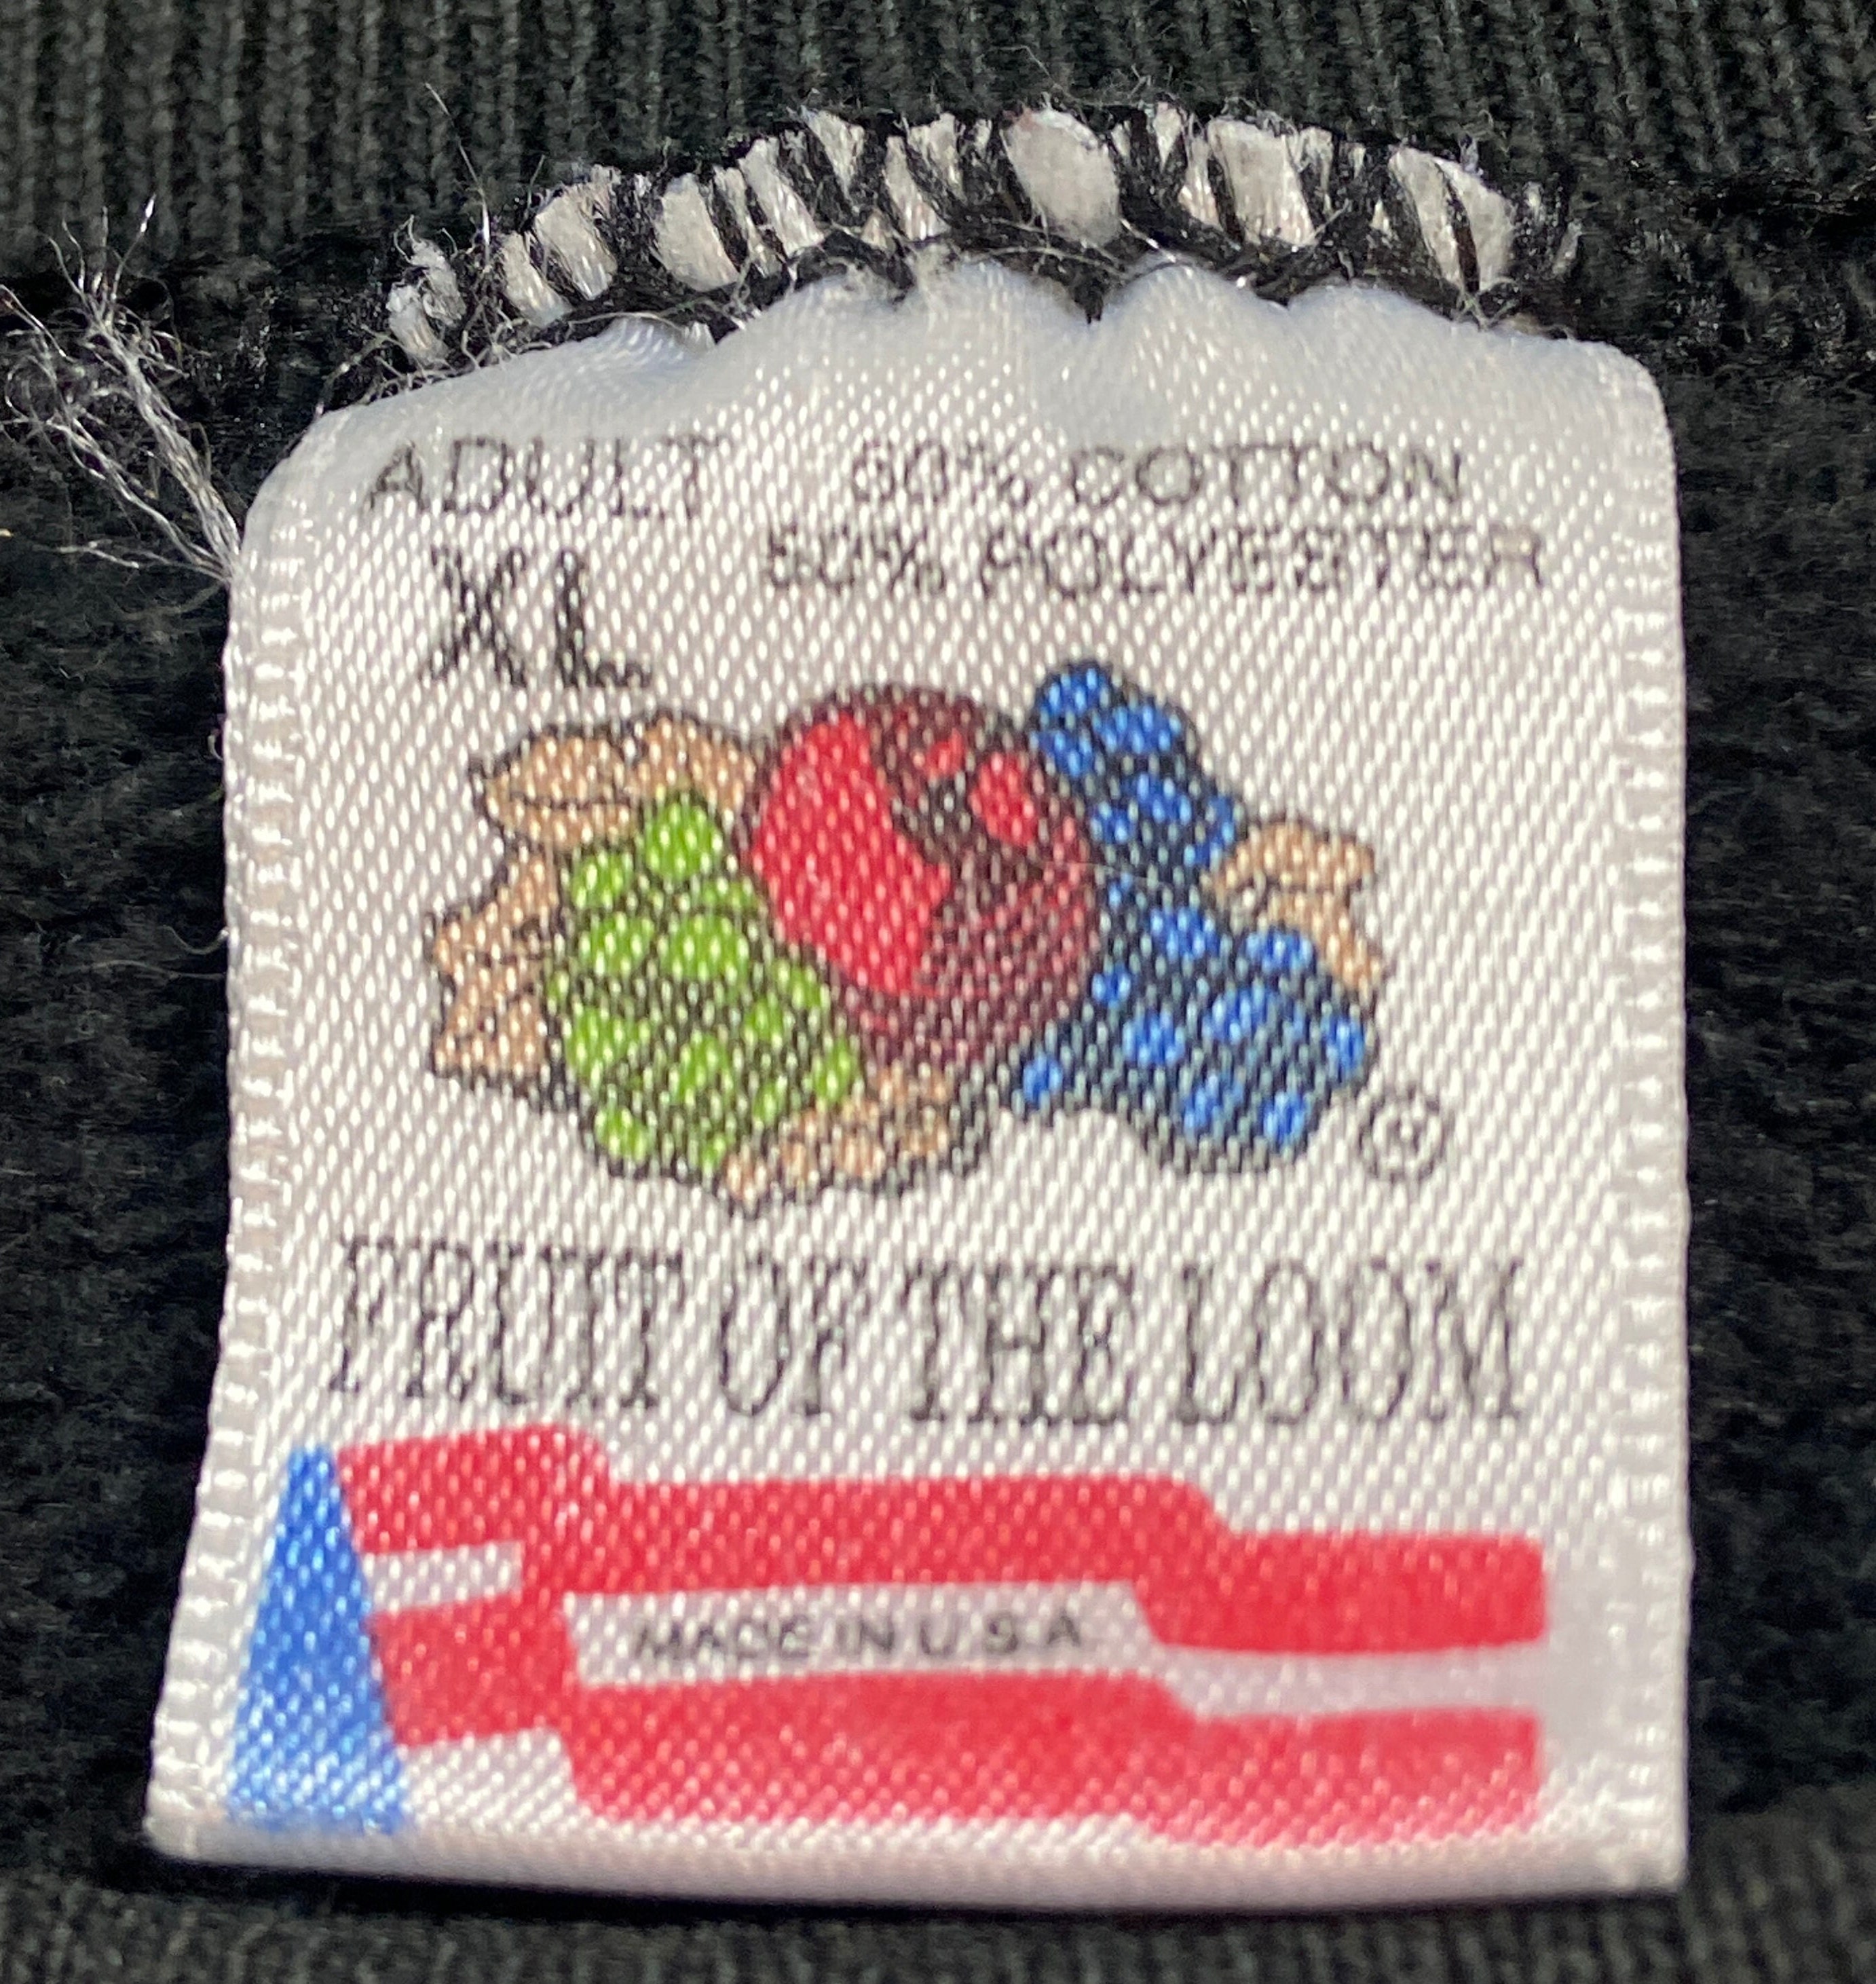 ADULT 50% COTTON
XL 50% POLYESTER
®
FRUIT OF THE LOOM
MADE IN U.S.A.